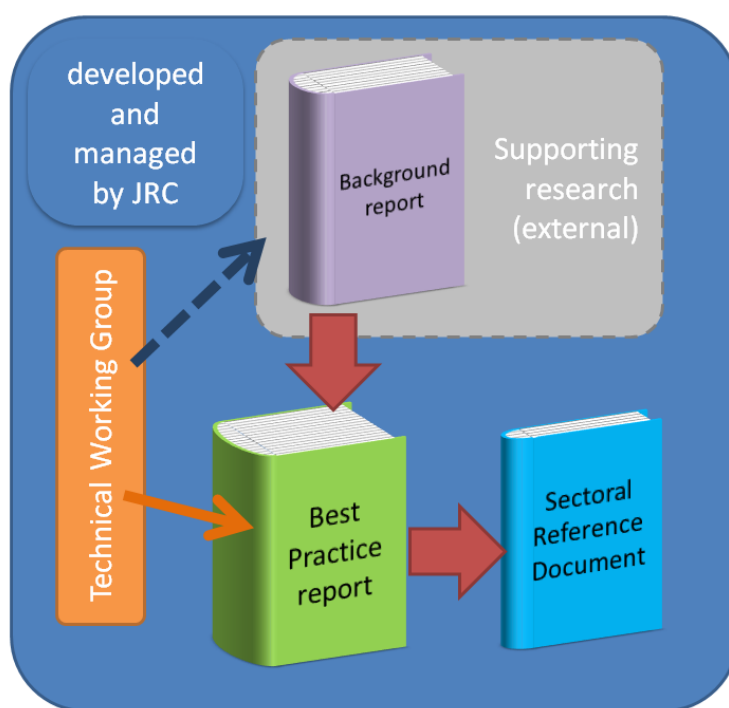 developed
and
managed
by JRC
Background
report
Supporting
research
(external)
Technical Working Group
Best
Practice
report
Sectoral
Reference
Document